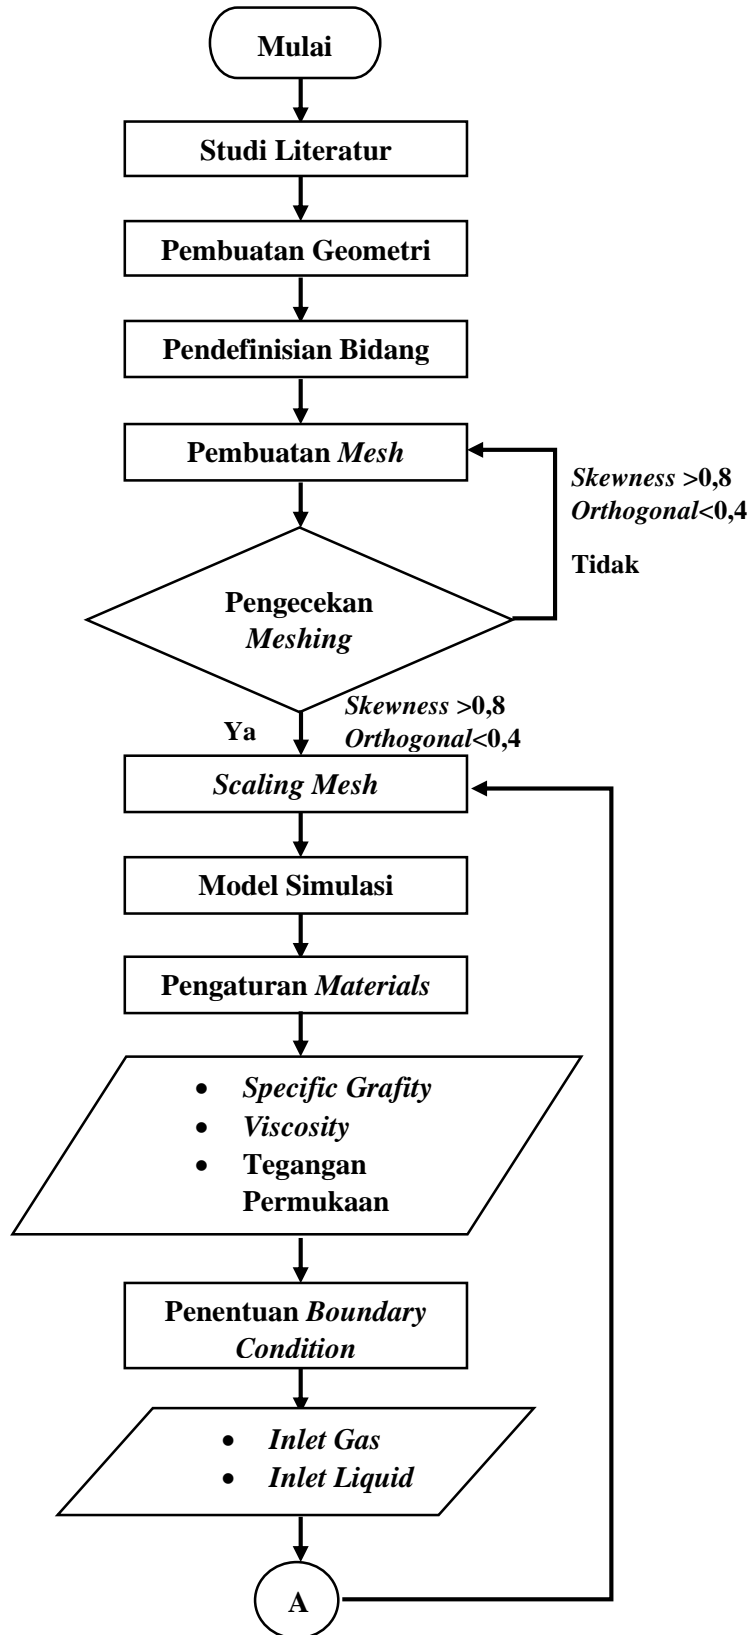 Mulai
Studi Literatur
Pembuatan Geometri
Pendefinisian Bidang
Pembuatan Mesh
Skewness >0,8
Orthogonal<0,4
Tidak
Pengecekan
Meshing
Skewness >0,8
Orthogonal<0,4
Ya
Scaling Mesh
Model Simulasi
Pengaturan Materials
• Specific Grafity
• Viscosity
• Tegangan
Permukaan
Penentuan Boundary
Condition
• Inlet Gas
• Inlet Liquid
A